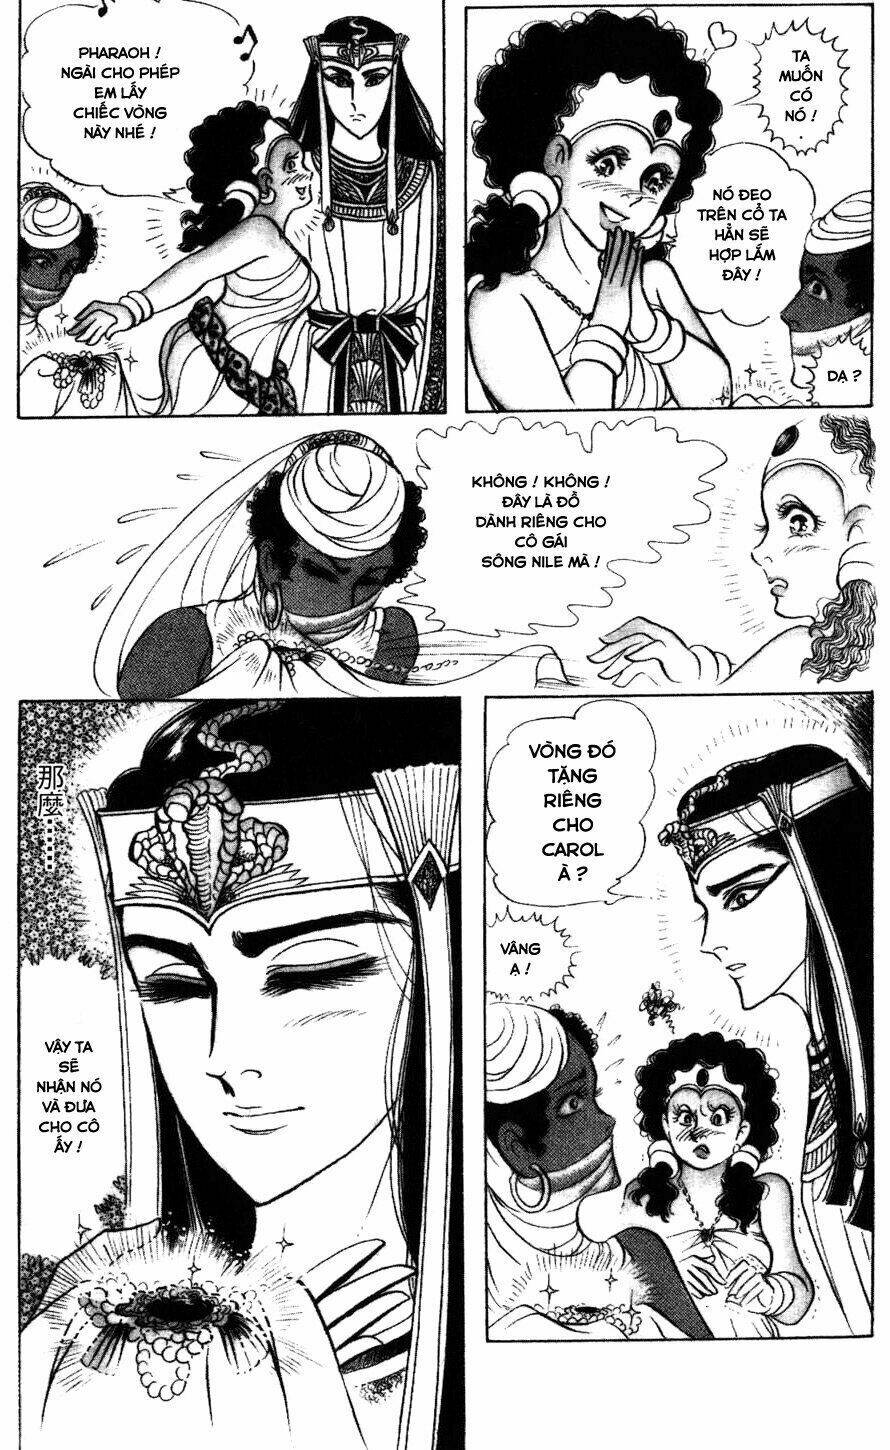 TA
MUỐN
CÓ
NÓ !
NÓ ĐEO
TRÊN CỔ TA
HẲN SẼ
HỢP LẮM
ĐÂY !
DẠ ?
PHARAOH !
NGÀI CHO PHÉP
EM LẤY
CHIẾC VÒNG
NÀY NHÉ !
KHÔNG ! KHÔNG !
ĐÂY LÀ ĐỒ
DÀNH RIÊNG CHO
CÔ GÁI
SÔNG NILE MÀ !
VÒNG ĐÓ
TẶNG
RIÊNG
CHO
CAROL
À ?
VÂNG
Ạ !
那麼……
VẬY TA
SẼ
NHẬN NÓ
VÀ ĐƯA
CHO CÔ
ẤY !